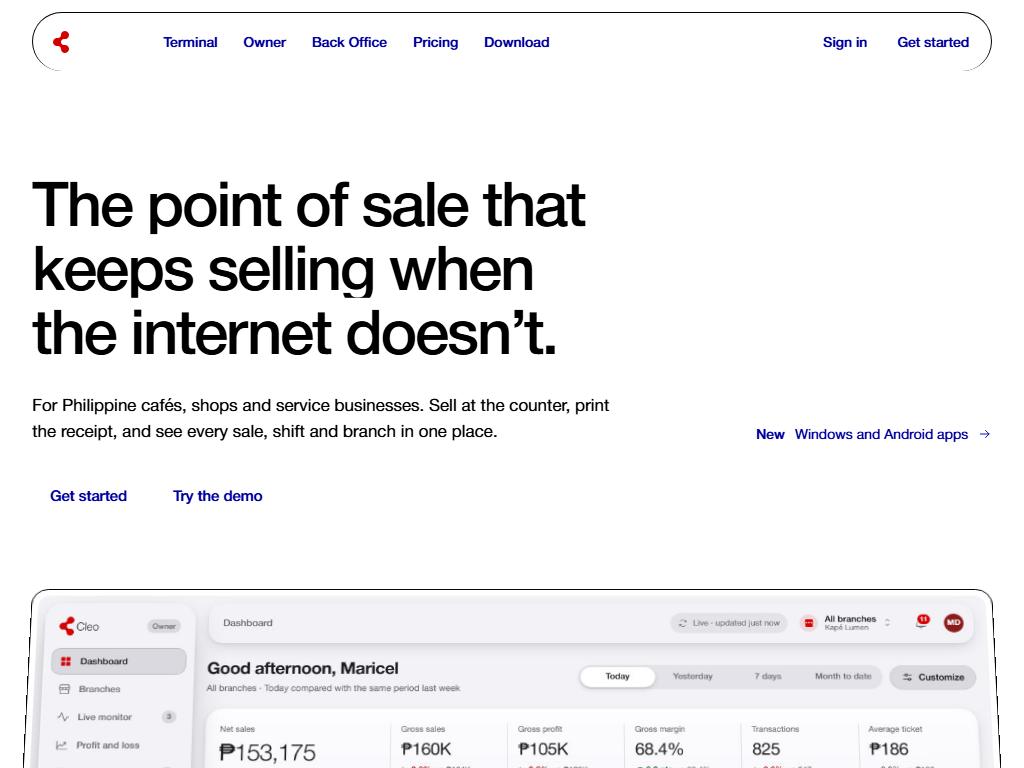 Terminal Owner Back Office Pricing Download Sign in Get started
The point of sale that
keeps selling when
the internet doesn’t.
For Philippine cafés, shops and service businesses. Sell at the counter, print
the receipt, and see every sale, shift and branch in one place.
New Windows and Android apps →
Get started Try the demo
Cleo Owner
Dashboard
Live · updated just now
All branches
Kapé Lumen
11
MD
Dashboard
Branches
Live monitor 3
Profit and loss
Good afternoon, Maricel
All branches · Today compared with the same period last week
Today Yesterday 7 days Month to date
Customize
Net sales Gross sales Gross profit Gross margin Transactions Average ticket
₱153,175 ₱160K ₱105K 68.4% 825 ₱186